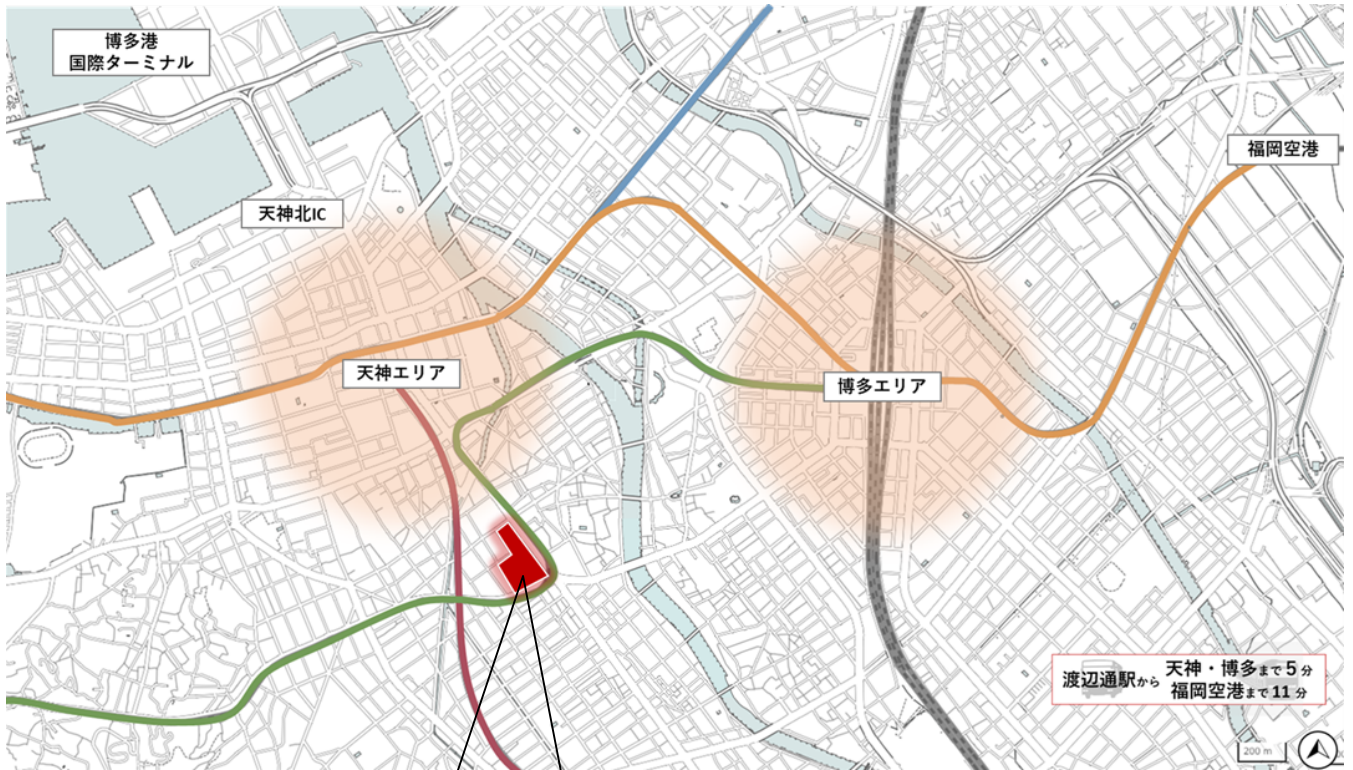 博多港
国際ターミナル
福岡空港
天神北IC
天神エリア
博多エリア
渡辺通駅から 天神・博多まで 5 分
福岡空港まで 11 分
200 m